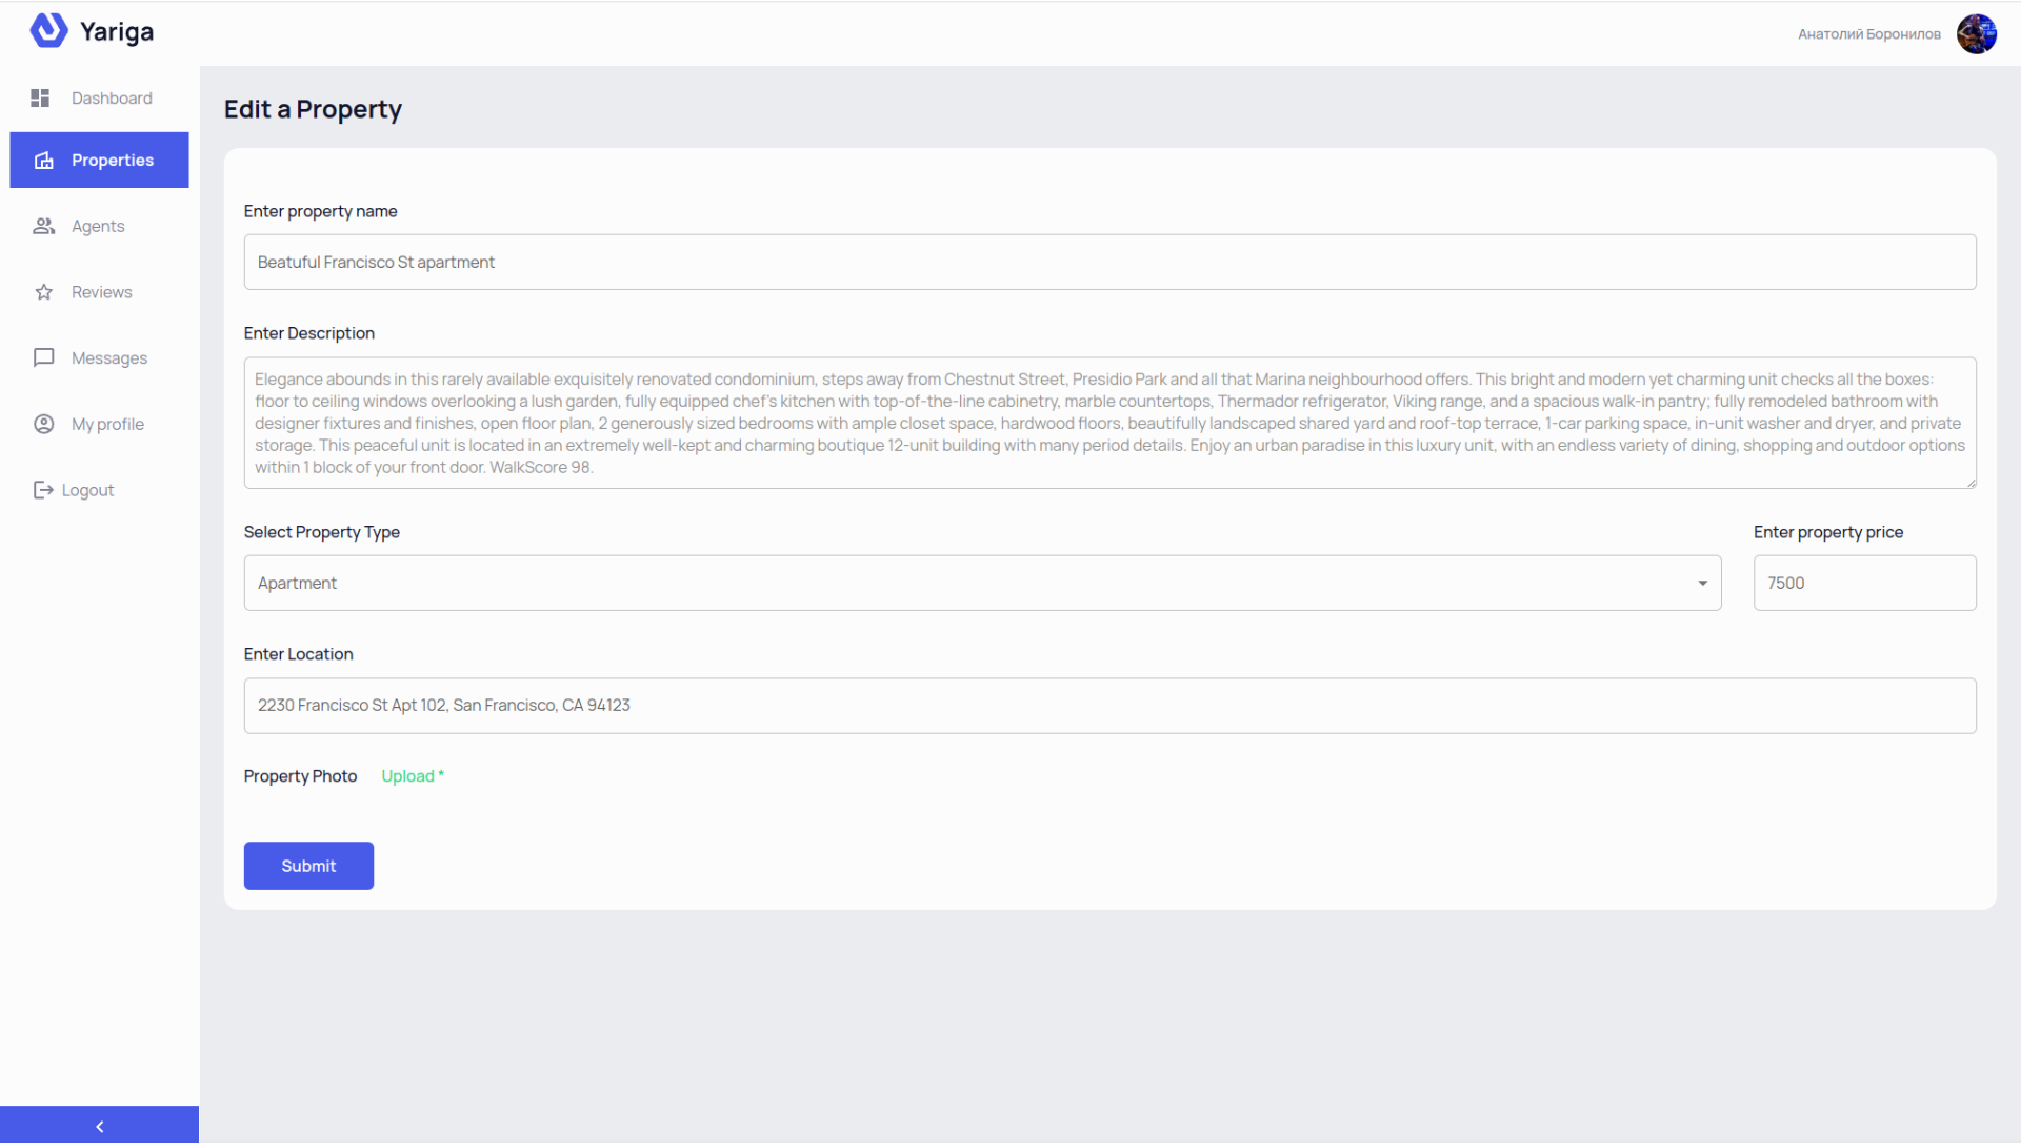 Yariga
Анатолий Боронилов
Dashboard
Properties
Agents
Reviews
Messages
My profile
Logout
Edit a Property
Enter property name
Beatuful Francisco St apartment
Enter Description
Elegance abounds in this rarely available exquisitely renovated condominium, steps away from Chestnut Street, Presidio Park and all that Marina neighbourhood offers. This bright and modern yet charming unit checks all the boxes:
floor to ceiling windows overlooking a lush garden, fully equipped chef's kitchen with top-of-the-line cabinetry, marble countertops, Thermador refrigerator, Viking range, and a spacious walk-in pantry; fully remodeled bathroom with
designer fixtures and finishes, open floor plan, 2 generously sized bedrooms with ample closet space, hardwood floors, beautifully landscaped shared yard and roof-top terrace, 1-car parking space, in-unit washer and dryer, and private
storage. This peaceful unit is located in an extremely well-kept and charming boutique 12-unit building with many period details. Enjoy an urban paradise in this luxury unit, with an endless variety of dining, shopping and outdoor options
within 1 block of your front door. WalkScore 98.
Select Property Type
Enter property price
Apartment
7500
Enter Location
2230 Francisco St Apt 102, San Francisco, CA 94123
Property Photo Upload *
Submit